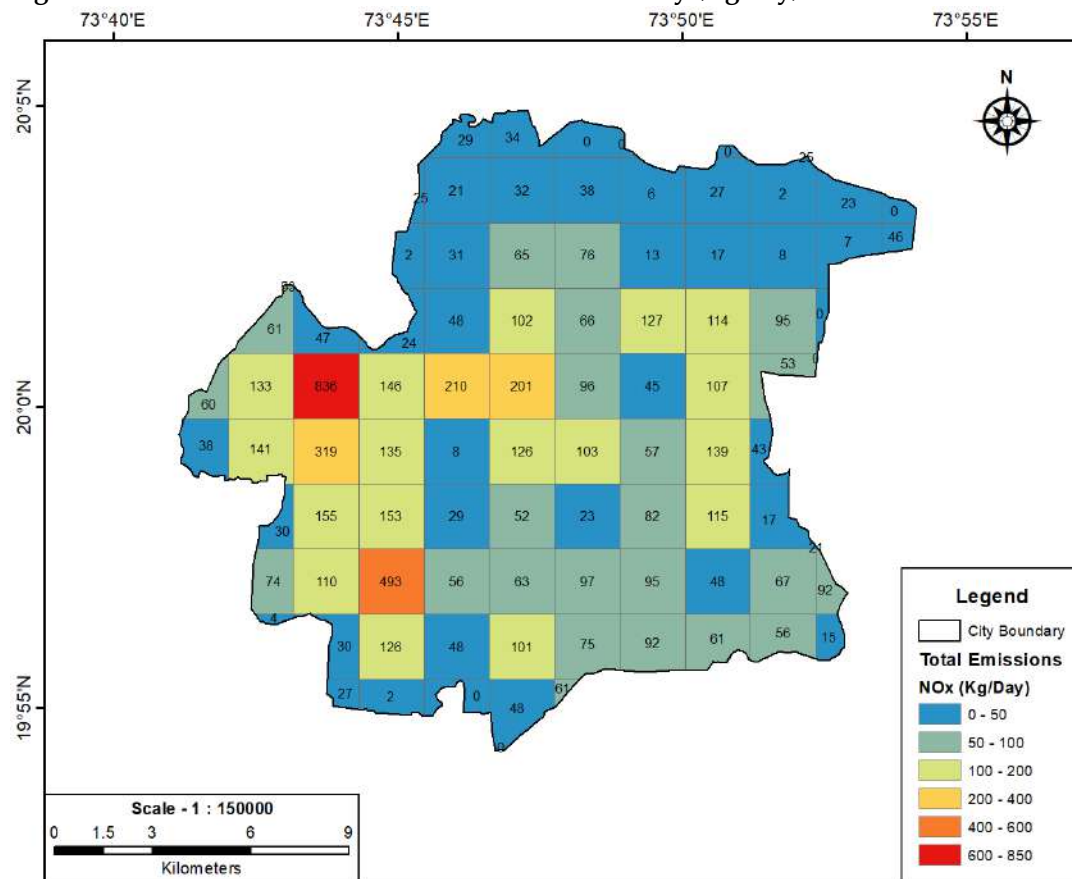 73°40'E 73°45'E 73°50'E 73°55'E
N
20°5'N
29 34 0 0 0 25
25 21 32 38 6 27 2 23 0
2 31 65 76 13 17 8 7 46
61 47 24 48 102 66 127 114 95 0
60 133 836 146 210 201 96 45 107 53 0
20°0'N
38 141 319 135 8 126 103 57 139 43
30 155 153 29 52 23 82 115 17
21
74 110 493 56 63 97 95 48 67 92
4 30 126 48 101 75 92 61 56 15
27 2 0 48 61
19°55'N
0
Legend
City Boundary
Total Emissions
NOx (Kg/Day)
0 - 50
50 - 100
100 - 200
200 - 400
400 - 600
600 - 850
Scale - 1 : 150000
0 1.5 3 6 9
Kilometers